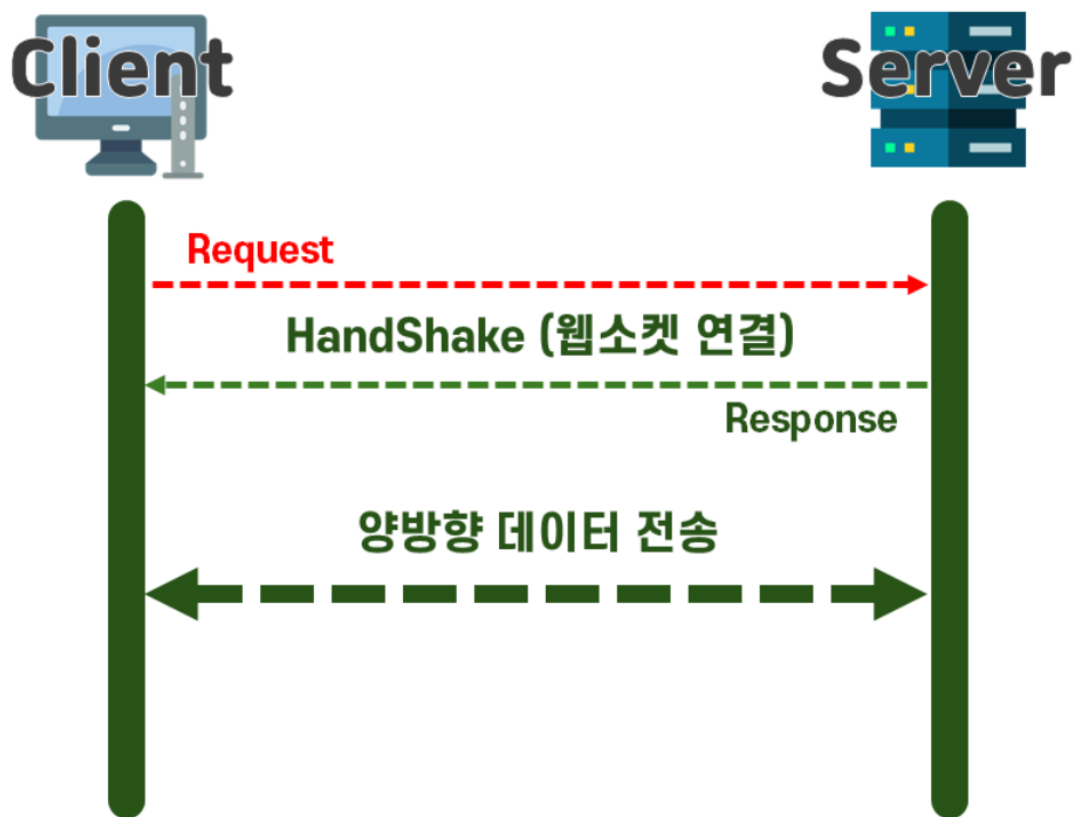 Client
Server
Request
HandShake (웹소켓 연결)
Response
양방향 데이터 전송